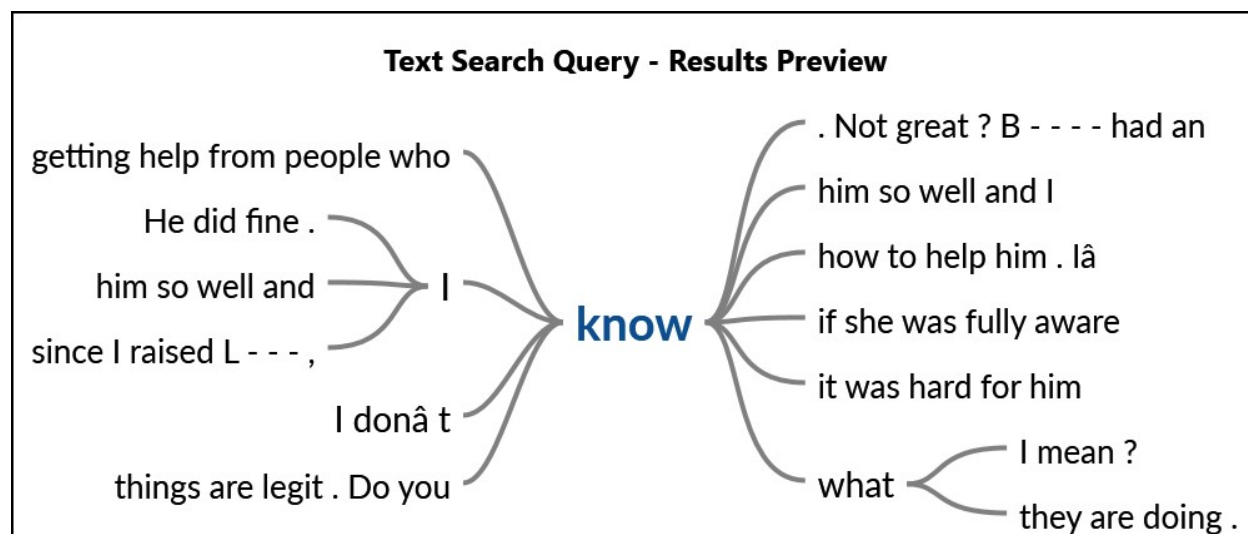 Text Search Query - Results Preview
getting help from people who
He did fine .
him so well and
I
since I raised L - - - ,
I donâ t
things are legit . Do you
know
. Not great ? B - - - - had an
him so well and I
how to help him . Iâ
if she was fully aware
it was hard for him
what
I mean ?
they are doing .